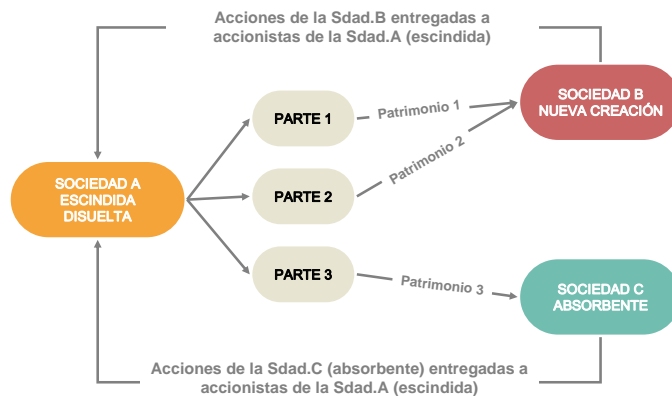 Acciones de la Sdad.B entregadas a
accionistas de la Sdad.A (escindida)
SOCIEDAD B
NUEVA CREACIÓN
PARTE 1
Patrimonio 1
Patrimonio 2
SOCIEDAD A
ESCINDIDA
DISUELTA
PARTE 2
PARTE 3
Patrimonio 3
SOCIEDAD C
ABSORBENTE
Acciones de la Sdad.C (absorbente) entregadas a
accionistas de la Sdad.A (escindida)